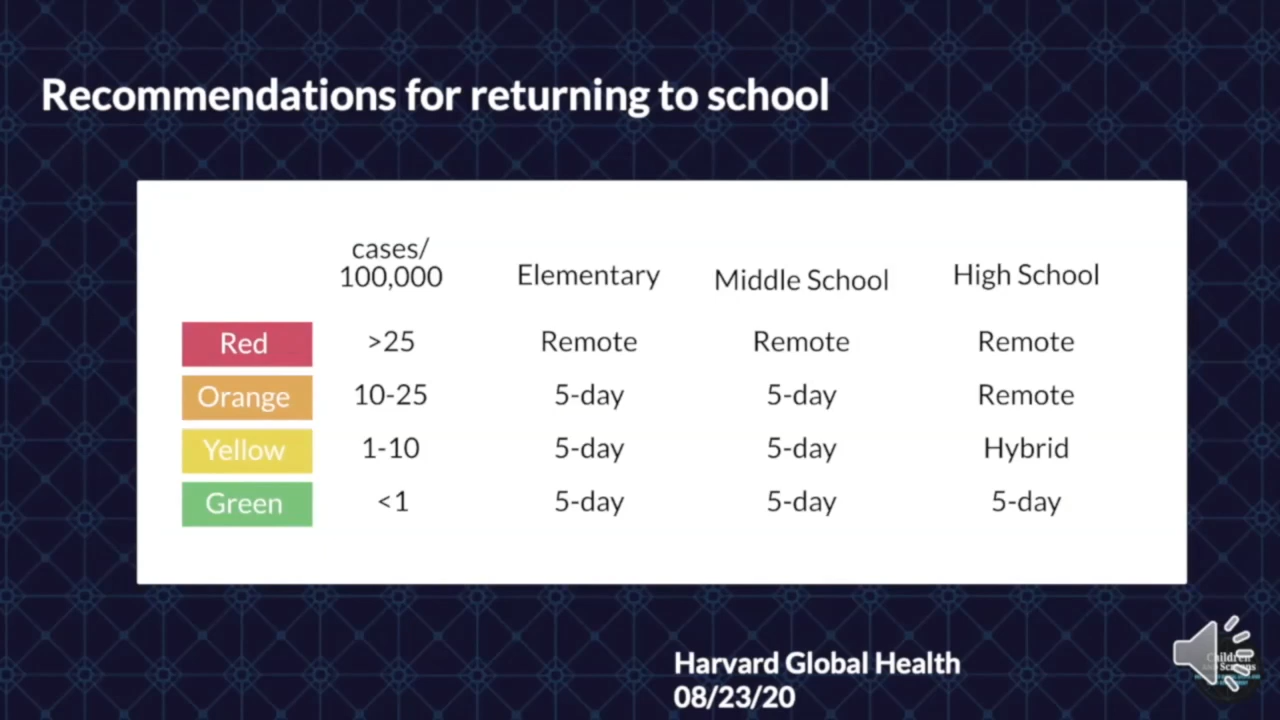 Recommendations for returning to school
cases/
100,000 Elementary Middle School High School
Red >25 Remote Remote Remote
Orange 10-25 5-day 5-day Remote
Yellow 1-10 5-day 5-day Hybrid
Green <1 5-day 5-day 5-day
Harvard Global Health
08/23/20
Children
Screens